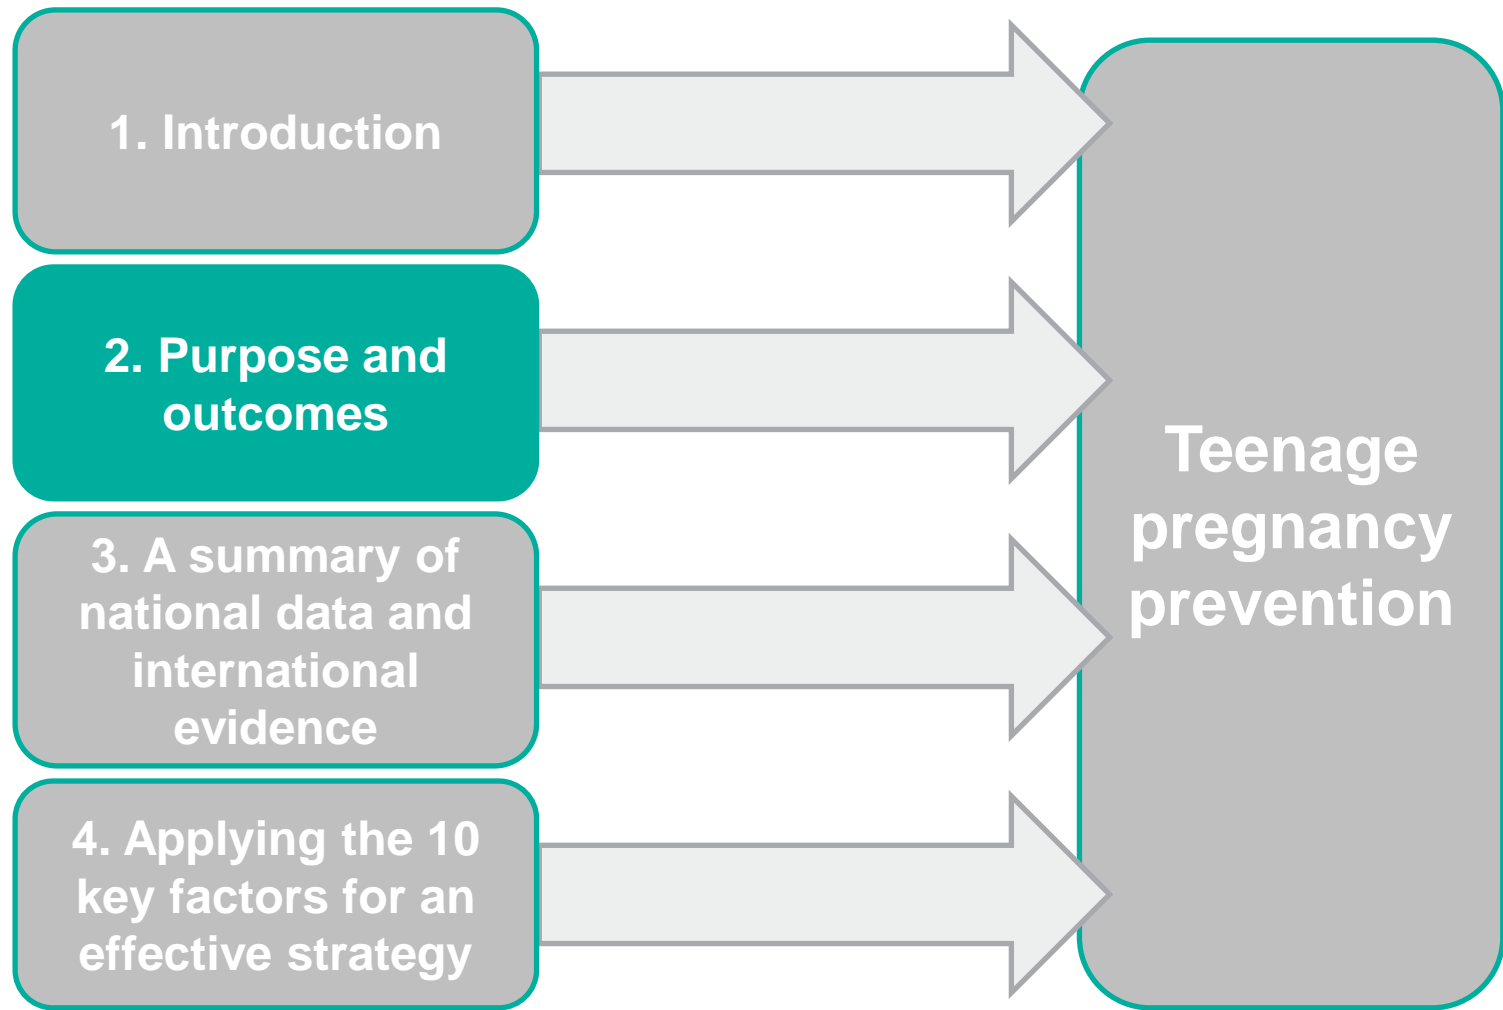 1. Introduction
2. Purpose and
outcomes
3. A summary of
national data and
international
evidence
4. Applying the 10
key factors for an
effective strategy
Teenage
pregnancy
prevention